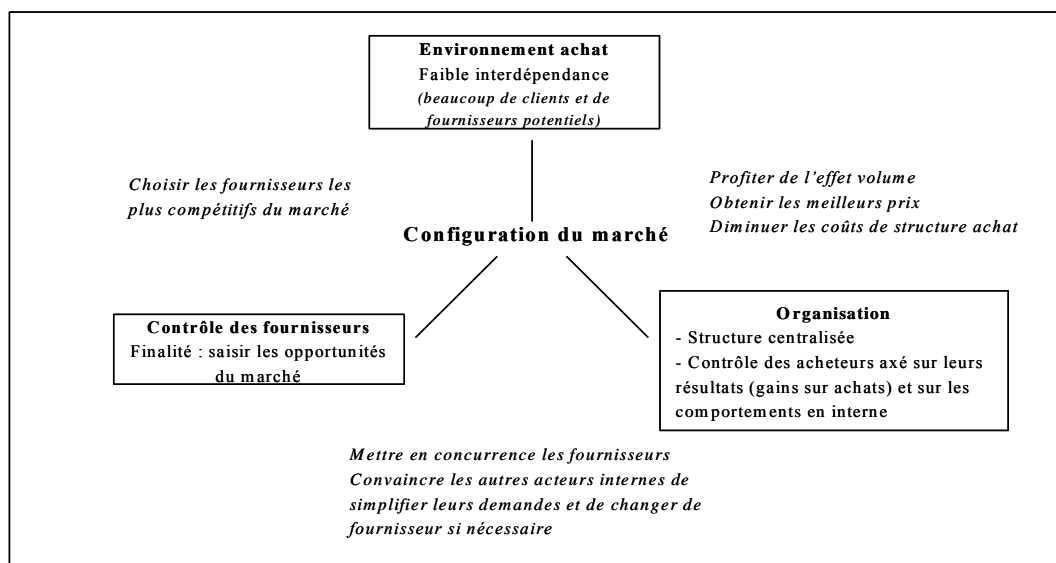 Environnement achat
Faible interdépendance
(beaucoup de clients et de
fournisseurs potentiels)
Choisir les fournisseurs les
plus compétitifs du marché
Profiter de l’effet volume
Obtenir les meilleurs prix
Diminuer les coûts de structure achat
Configuration du marché
Contrôle des fournisseurs
Finalité : saisir les opportunités
du marché
Organisation
- Structure centralisée
- Contrôle des acheteurs axé sur leurs
résultats (gains sur achats) et sur les
comportements en interne
Mettre en concurrence les fournisseurs
Convaincre les autres acteurs internes de
simplifier leurs demandes et de changer de
fournisseur si nécessaire